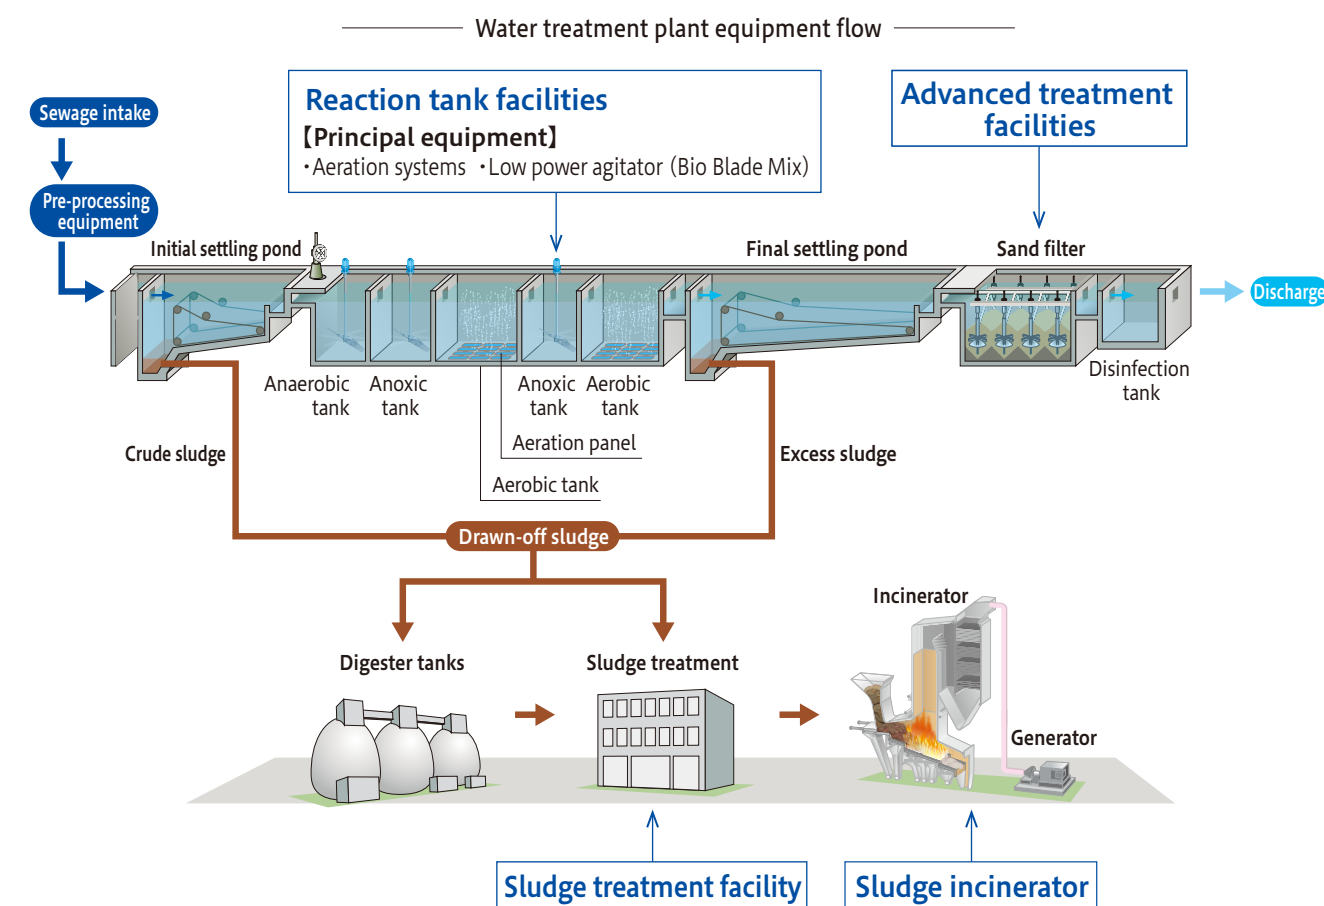 Water treatment plant equipment flow
Reaction tank facilities
【Principal equipment】
・Aeration systems ・Low power agitator (Bio Blade Mix)
Advanced treatment
facilities
Sewage intake
Pre-processing
equipment
Initial settling pond
Final settling pond
Sand filter
Discharge
Anaerobic
tank
Anoxic
tank
Anoxic
tank
Aerobic
tank
Disinfection
tank
Aeration panel
Aerobic tank
Crude sludge
Excess sludge
Drawn-off sludge
Digester tanks
Sludge treatment
Incinerator
Generator
Sludge treatment facility
Sludge incinerator